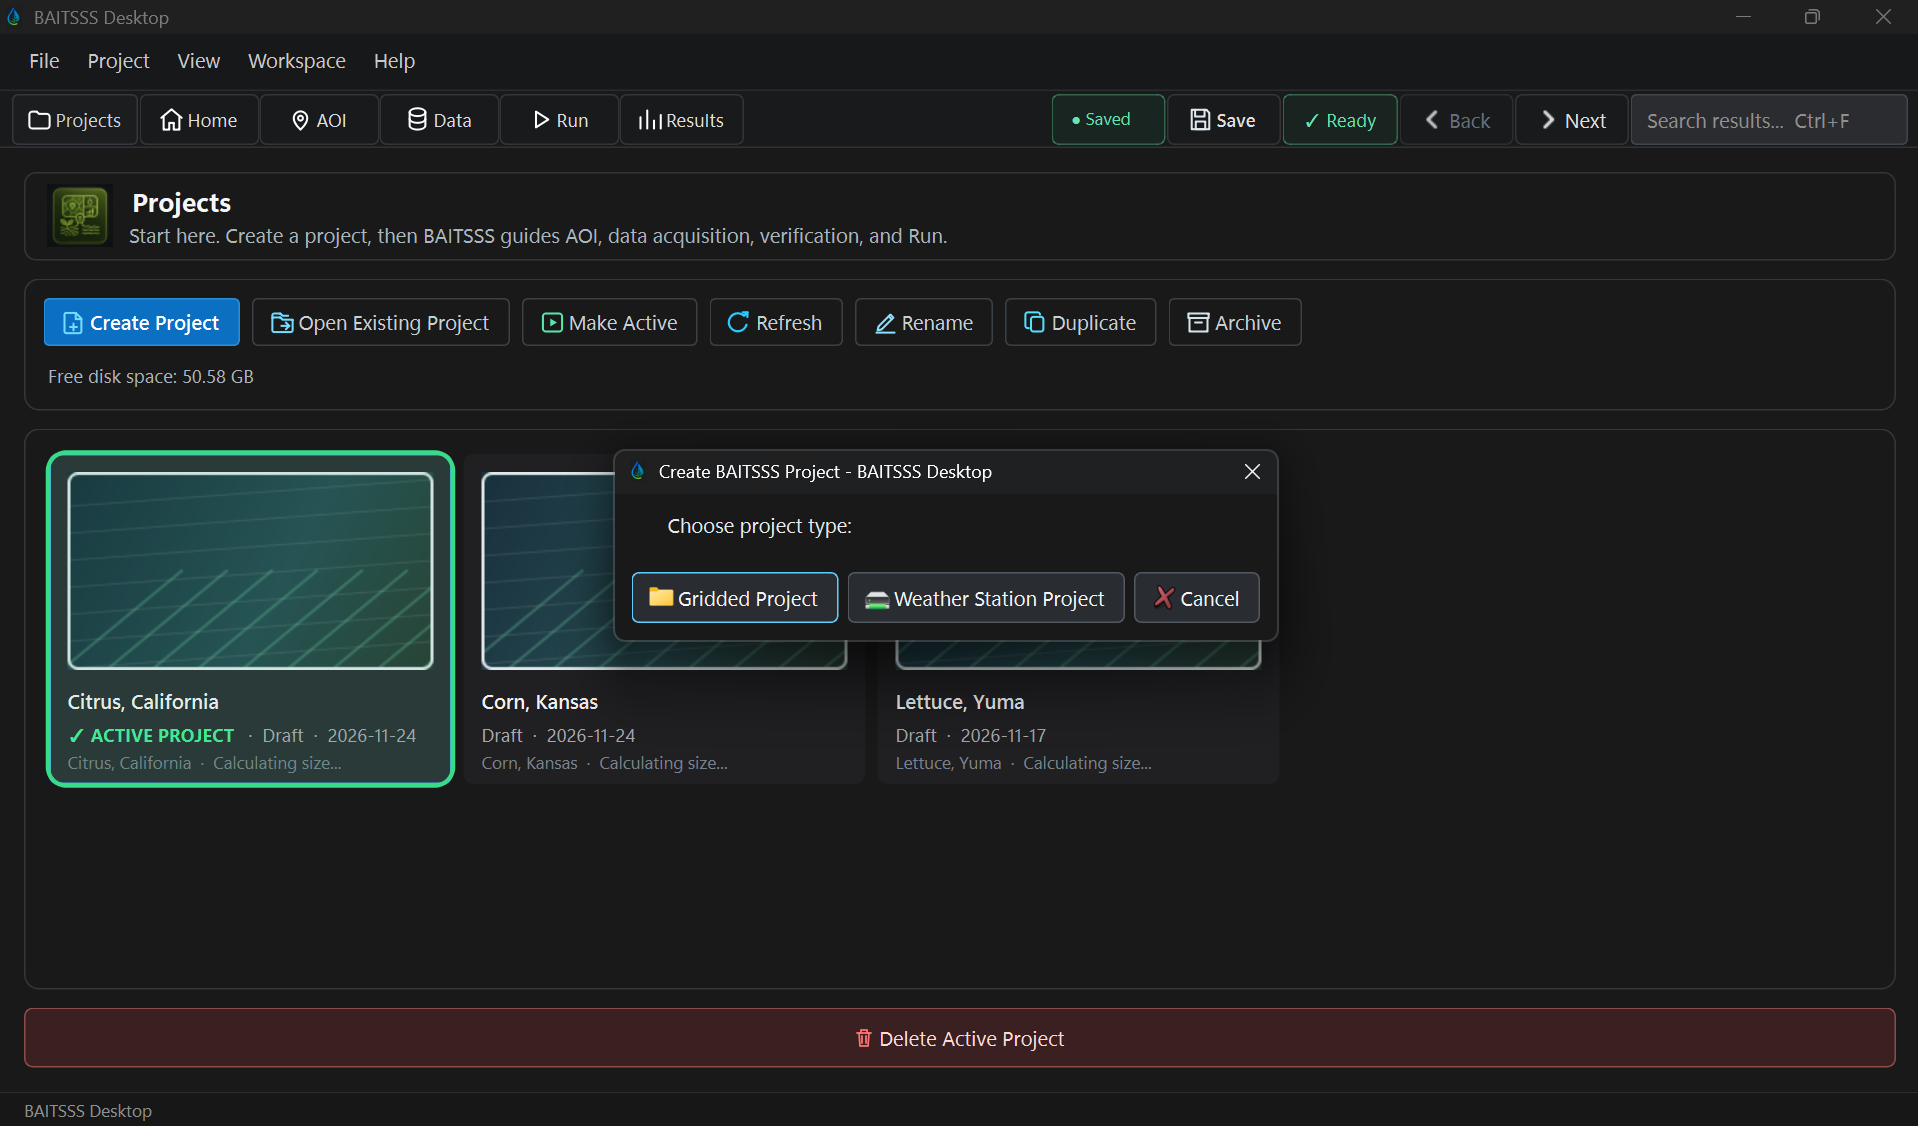 BAITSSS Desktop
File Project View Workspace Help
Projects Home AOI Data Run Results • Saved Save ✓ Ready Back Next Search results... Ctrl+F
Projects
Start here. Create a project, then BAITSSS guides AOI, data acquisition, verification, and Run.
Create Project Open Existing Project Make Active Refresh Rename Duplicate Archive
Free disk space: 50.58 GB
Create BAITSSS Project - BAITSSS Desktop
Choose project type:
Gridded Project Weather Station Project Cancel
Citrus, California
✓ ACTIVE PROJECT · Draft · 2026-11-24
Citrus, California · Calculating size...
Corn, Kansas
Draft · 2026-11-24
Corn, Kansas · Calculating size...
Lettuce, Yuma
Draft · 2026-11-17
Lettuce, Yuma · Calculating size...
Delete Active Project
BAITSSS Desktop